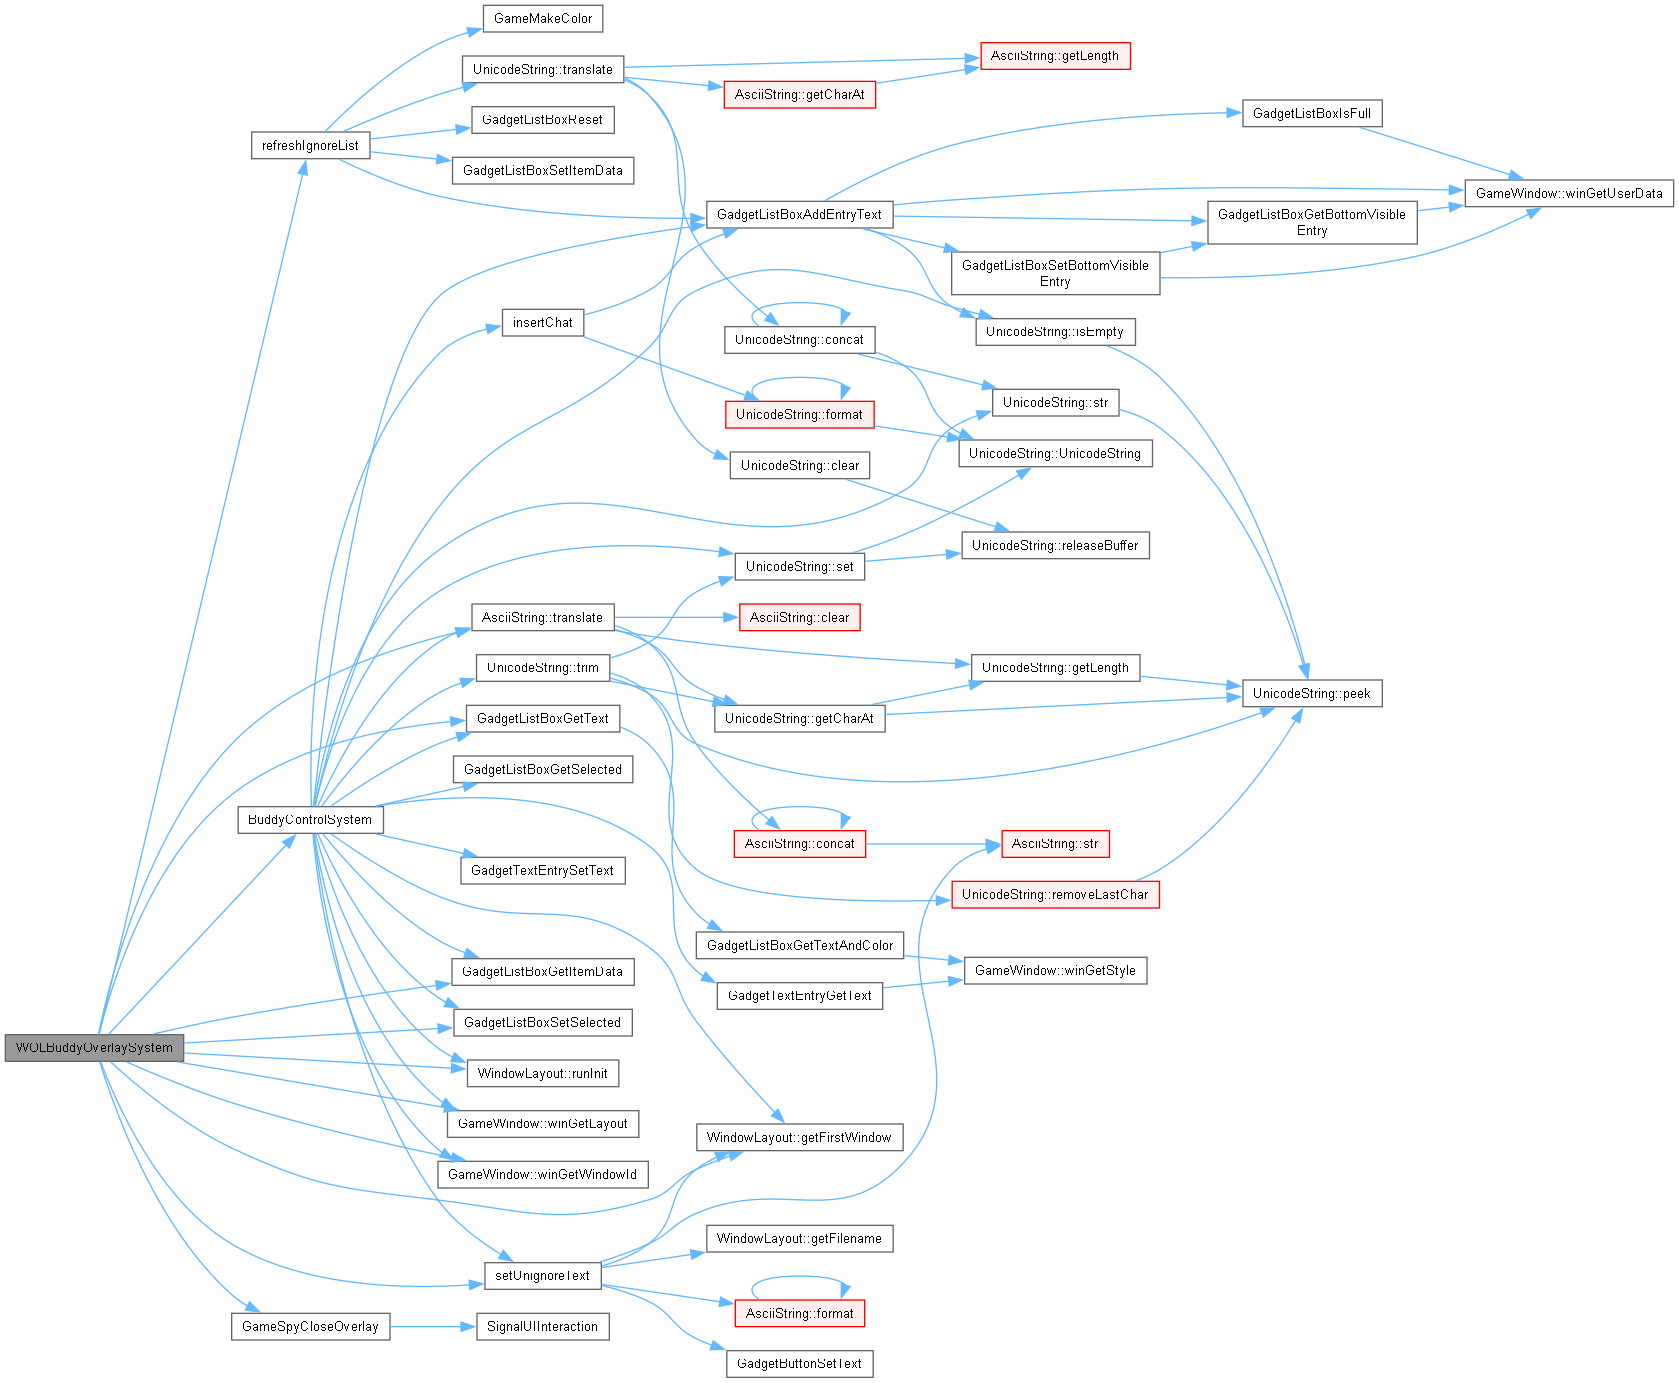 GameMakeColor
UnicodeString::translate
AsciiString::getLength
AsciiString::getCharAt
GadgetListBoxReset
GadgetListBoxIsFull
refreshIgnoreList
GadgetListBoxSetItemData
GameWindow::winGetUserData
GadgetListBoxAddEntryText
GadgetListBoxGetBottomVisible
Entry
GadgetListBoxSetBottomVisible
Entry
insertChat
UnicodeString::isEmpty
UnicodeString::concat
UnicodeString::str
UnicodeString::format
UnicodeString::UnicodeString
UnicodeString::clear
UnicodeString::releaseBuffer
UnicodeString::set
AsciiString::translate
AsciiString::clear
UnicodeString::trim
UnicodeString::getLength
UnicodeString::peek
GadgetListBoxGetText
UnicodeString::getCharAt
GadgetListBoxGetSelected
BuddyControlSystem
AsciiString::concat
AsciiString::str
GadgetTextEntrySetText
UnicodeString::removeLastChar
GadgetListBoxGetTextAndColor
GadgetListBoxGetItemData
GameWindow::winGetStyle
GadgetTextEntryGetText
GadgetListBoxSetSelected
WOLBuddyOverlaySystem
WindowLayout::runInit
GameWindow::winGetLayout
WindowLayout::getFirstWindow
GameWindow::winGetWindowId
WindowLayout::getFilename
setUnignoreText
AsciiString::format
GameSpyCloseOverlay
SignalUIInteraction
GadgetButtonSetText